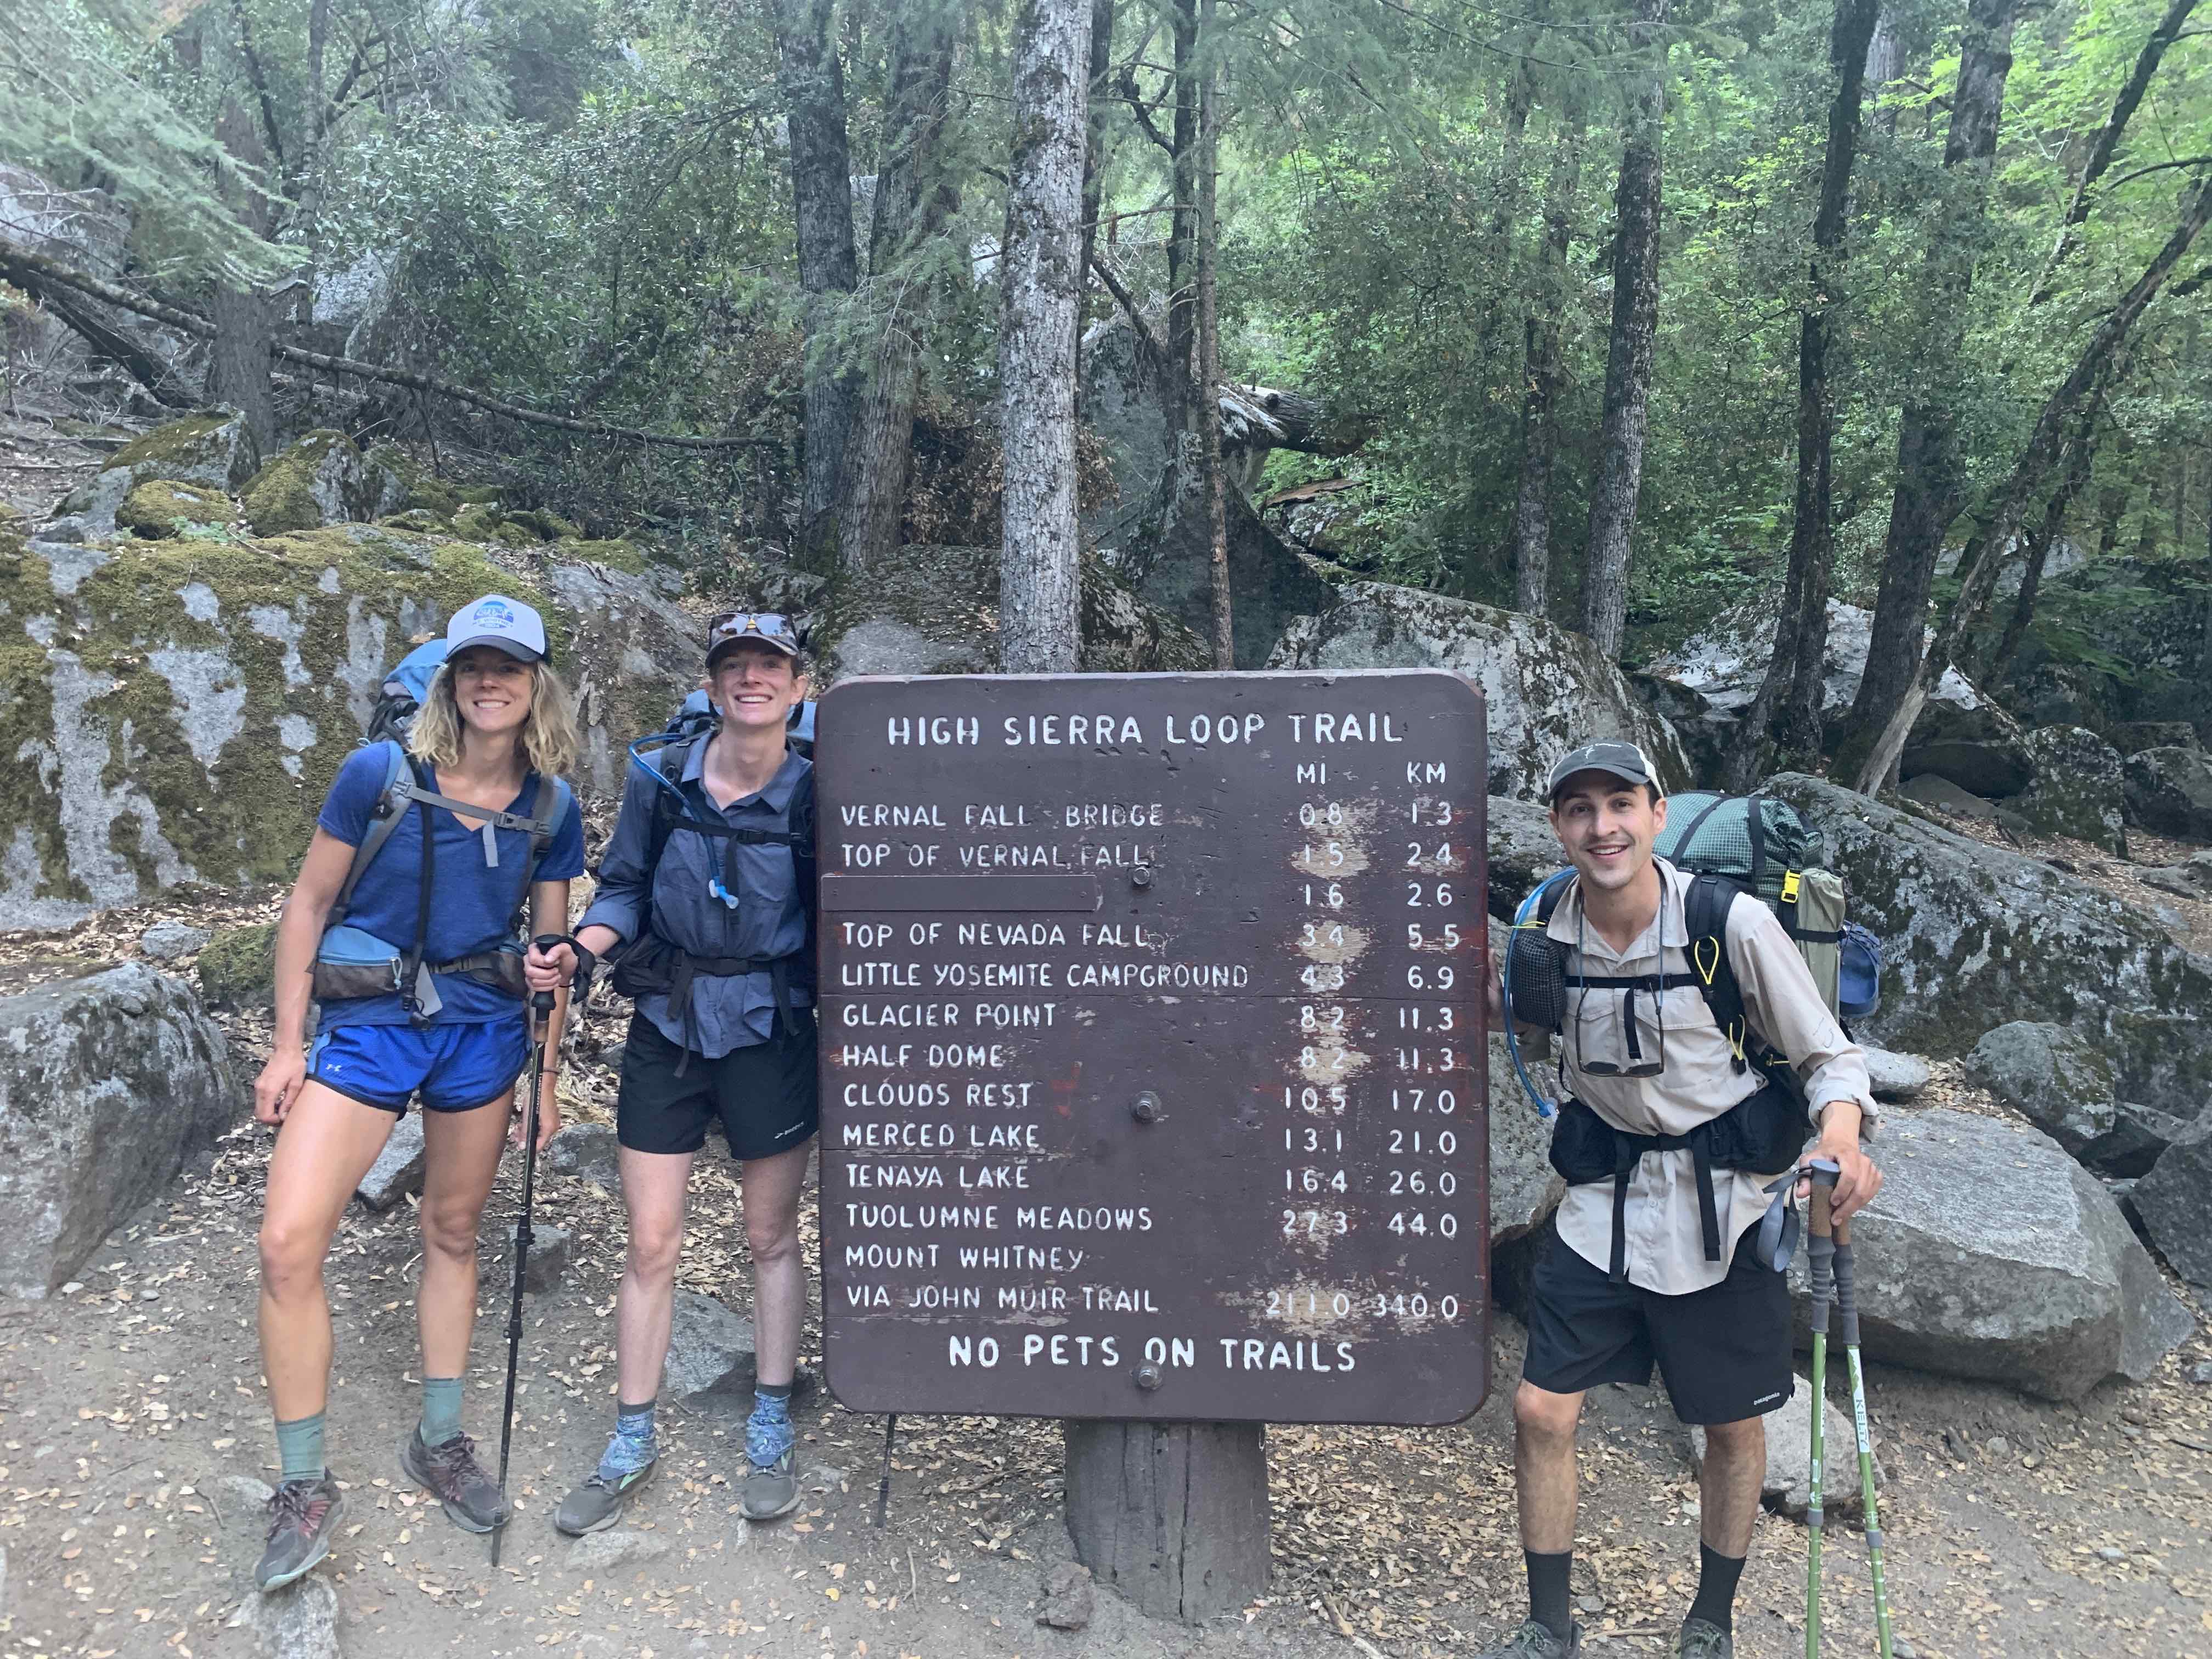 HIGH SIERRA LOOP TRAIL
MI KM
VERNAL FALL BRIDGE 0.8 1.3
TOP OF VERNAL FALL 1.5 2.4
1.6 2.6
TOP OF NEVADA FALL 3.4 5.5
LITTLE YOSEMITE CAMPGROUND 4.3 6.9
GLACIER POINT 8.2 11.3
HALF DOME 8.2 11.3
CLOUDS REST 10.5 17.0
MERCED LAKE 13.1 21.0
TENAYA LAKE 16.4 26.0
TUOLUMNE MEADOWS 27.3 44.0
MOUNT WHITNEY
VIA JOHN MUIR TRAIL 211.0 340.0
NO PETS ON TRAILS
patagonia
KELTY